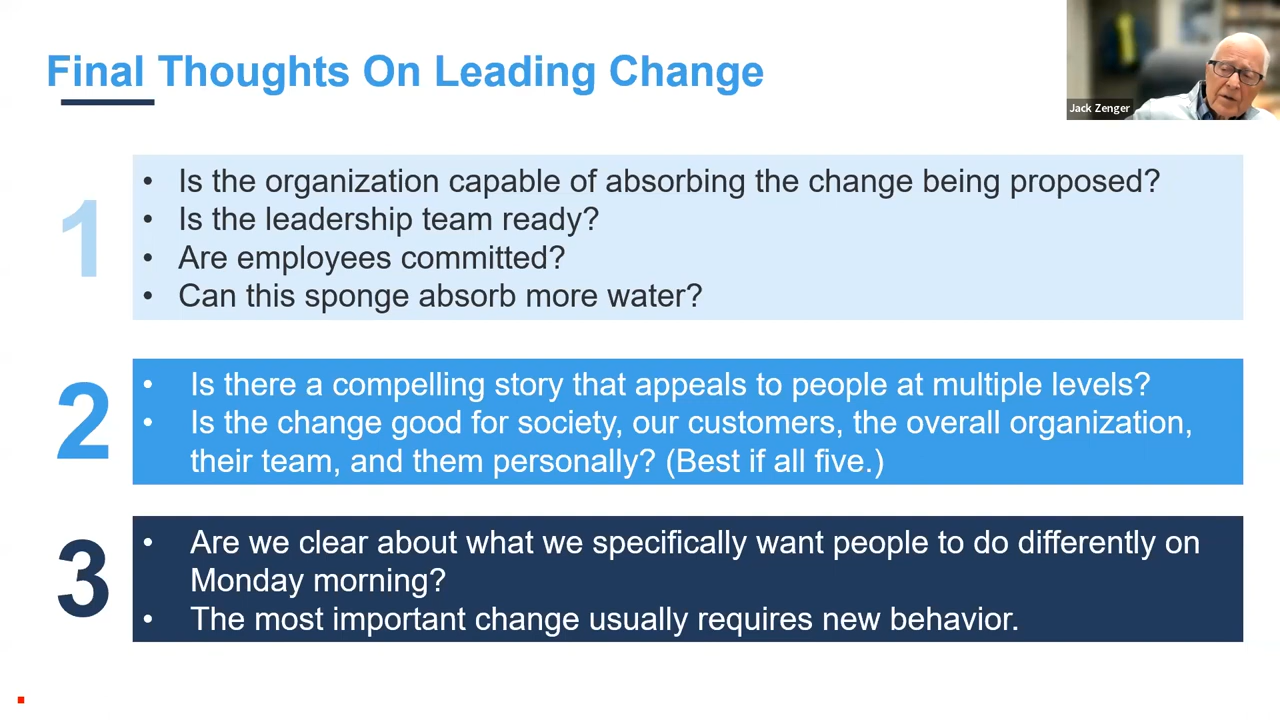 Final Thoughts On Leading Change
Jack Zenger
1
• Is the organization capable of absorbing the change being proposed?
• Is the leadership team ready?
• Are employees committed?
• Can this sponge absorb more water?
2
• Is there a compelling story that appeals to people at multiple levels?
• Is the change good for society, our customers, the overall organization,
their team, and them personally? (Best if all five.)
3
• Are we clear about what we specifically want people to do differently on
Monday morning?
• The most important change usually requires new behavior.